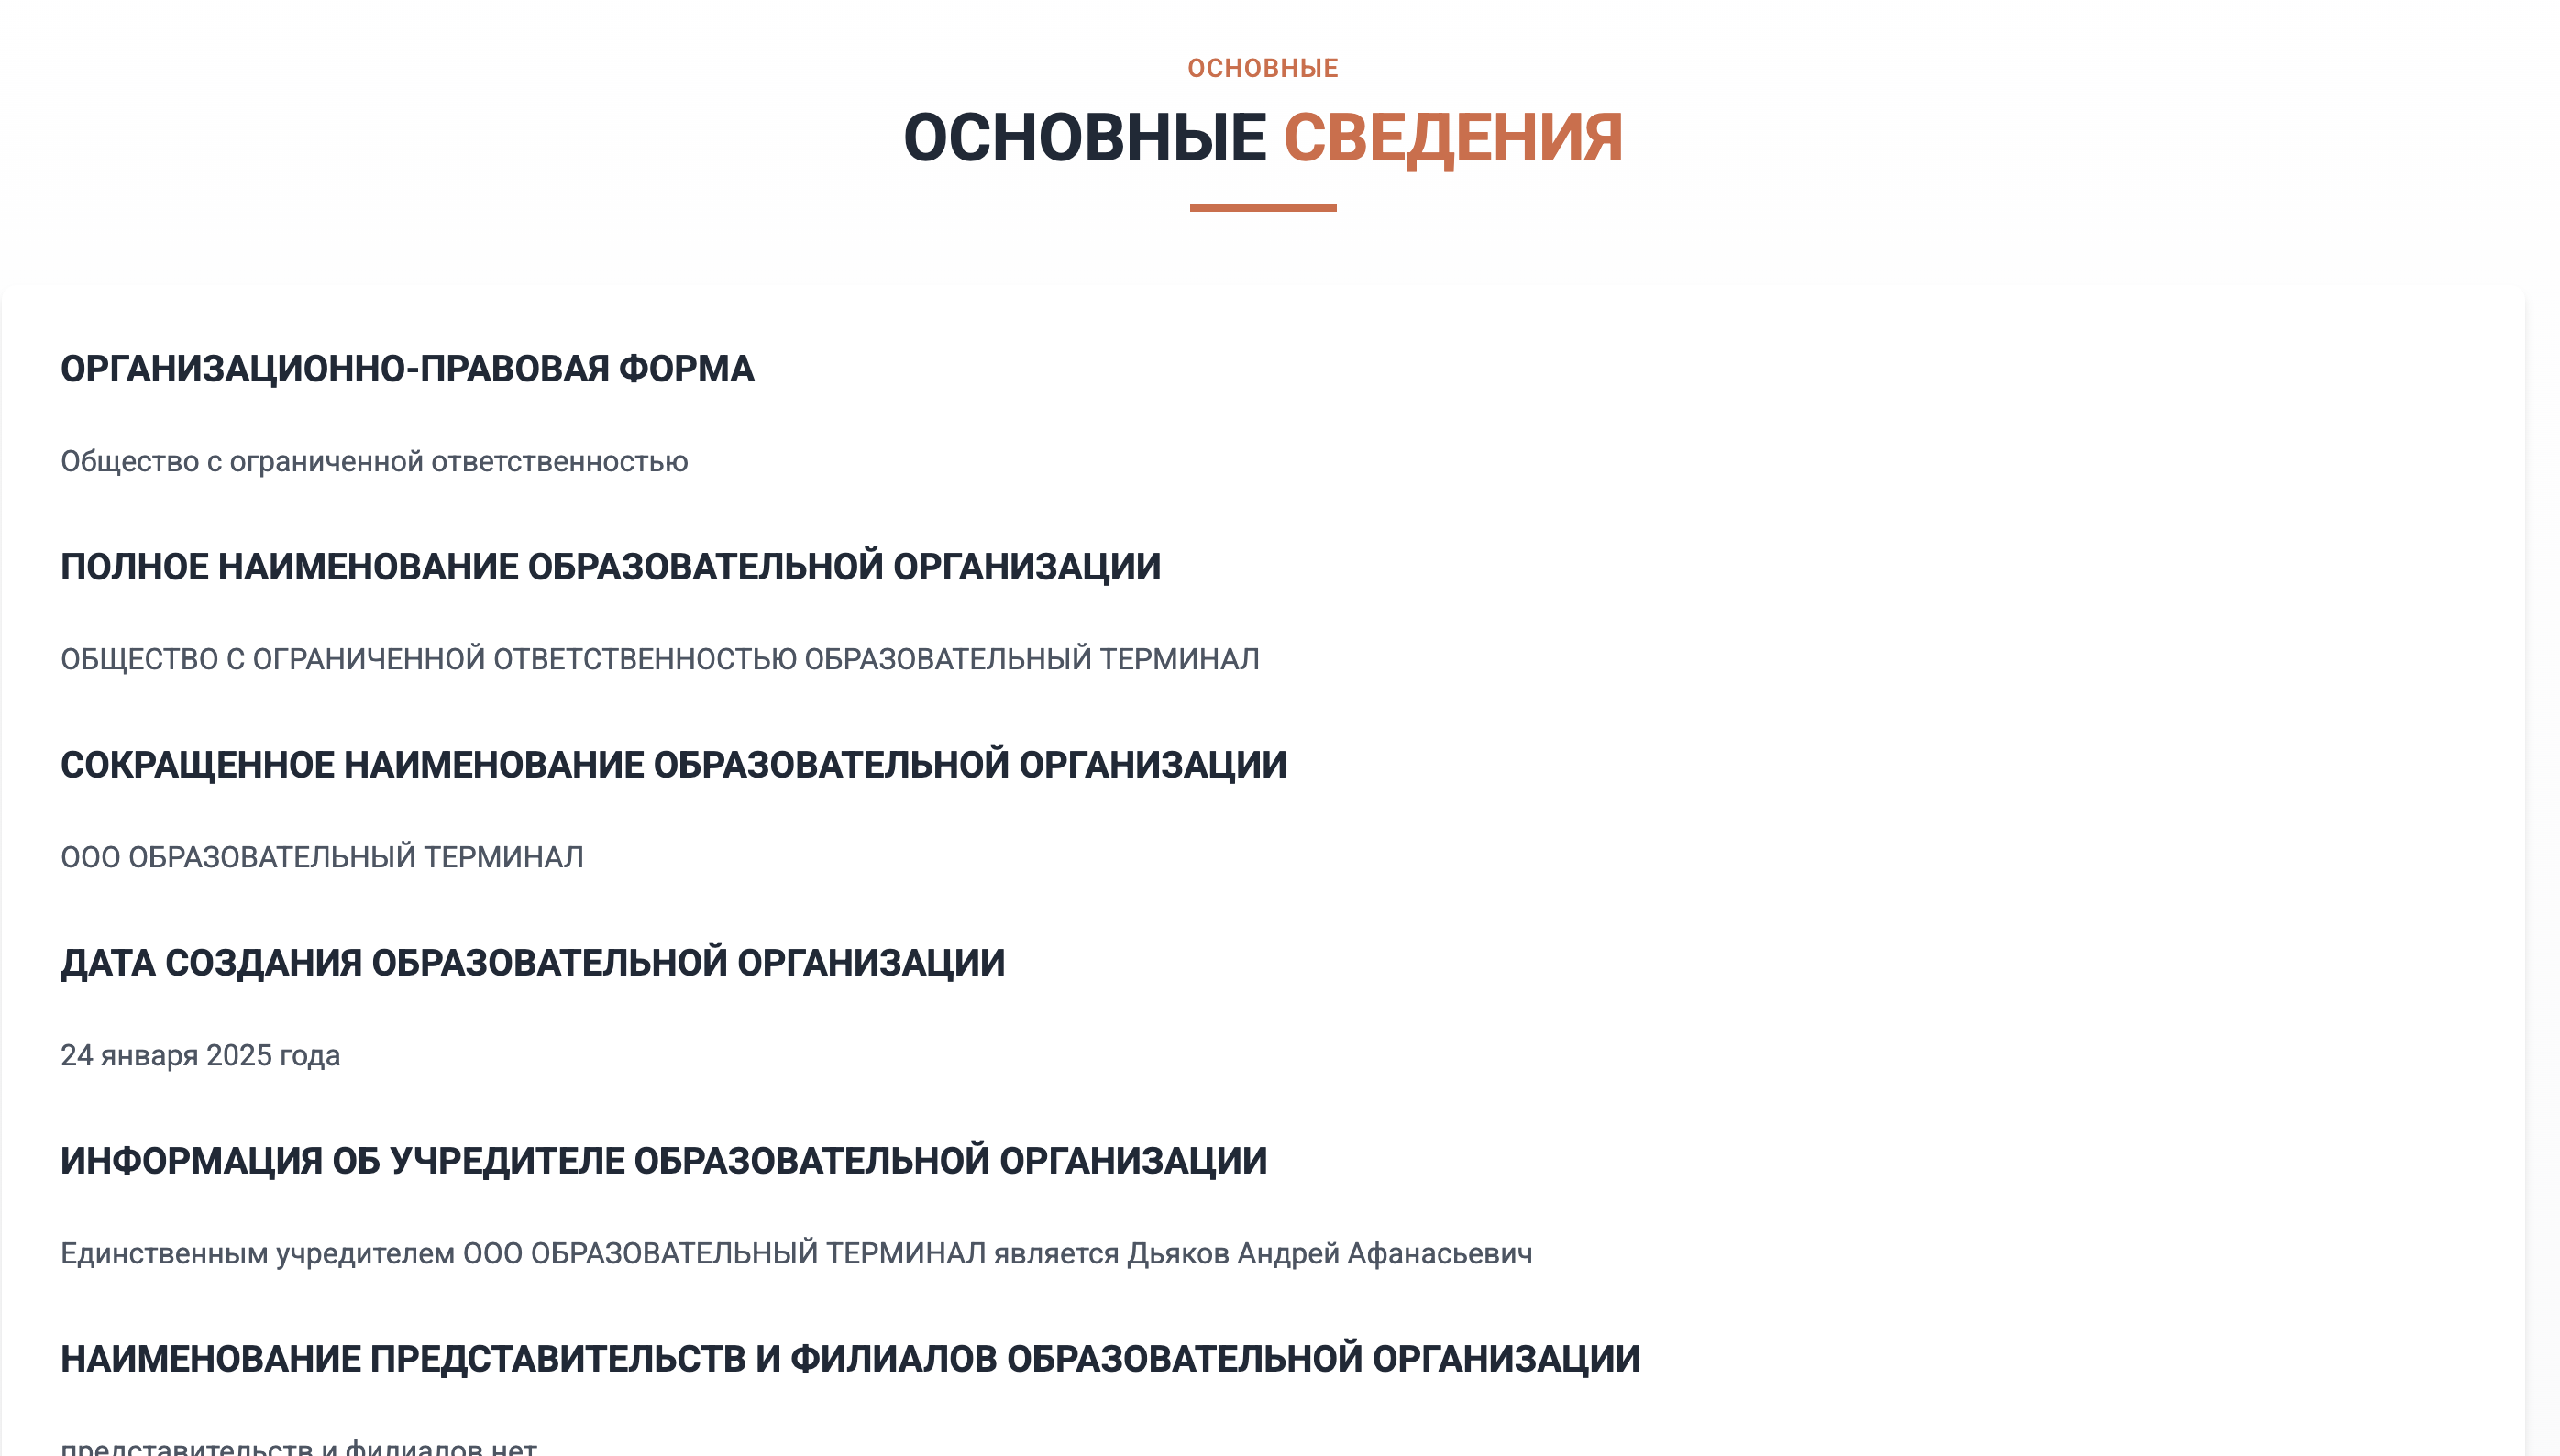 ОСНОВНЫЕ
ОСНОВНЫЕ СВЕДЕНИЯ
ОРГАНИЗАЦИОННО-ПРАВОВАЯ ФОРМА
Общество с ограниченной ответственностью
ПОЛНОЕ НАИМЕНОВАНИЕ ОБРАЗОВАТЕЛЬНОЙ ОРГАНИЗАЦИИ
ОБЩЕСТВО С ОГРАНИЧЕННОЙ ОТВЕТСТВЕННОСТЬЮ ОБРАЗОВАТЕЛЬНЫЙ ТЕРМИНАЛ
СОКРАЩЕННОЕ НАИМЕНОВАНИЕ ОБРАЗОВАТЕЛЬНОЙ ОРГАНИЗАЦИИ
ООО ОБРАЗОВАТЕЛЬНЫЙ ТЕРМИНАЛ
ДАТА СОЗДАНИЯ ОБРАЗОВАТЕЛЬНОЙ ОРГАНИЗАЦИИ
24 января 2025 года
ИНФОРМАЦИЯ ОБ УЧРЕДИТЕЛЕ ОБРАЗОВАТЕЛЬНОЙ ОРГАНИЗАЦИИ
Единственным учредителем ООО ОБРАЗОВАТЕЛЬНЫЙ ТЕРМИНАЛ является Дьяков Андрей Афанасьевич
НАИМЕНОВАНИЕ ПРЕДСТАВИТЕЛЬСТВ И ФИЛИАЛОВ ОБРАЗОВАТЕЛЬНОЙ ОРГАНИЗАЦИИ
представительств и филиалов нет